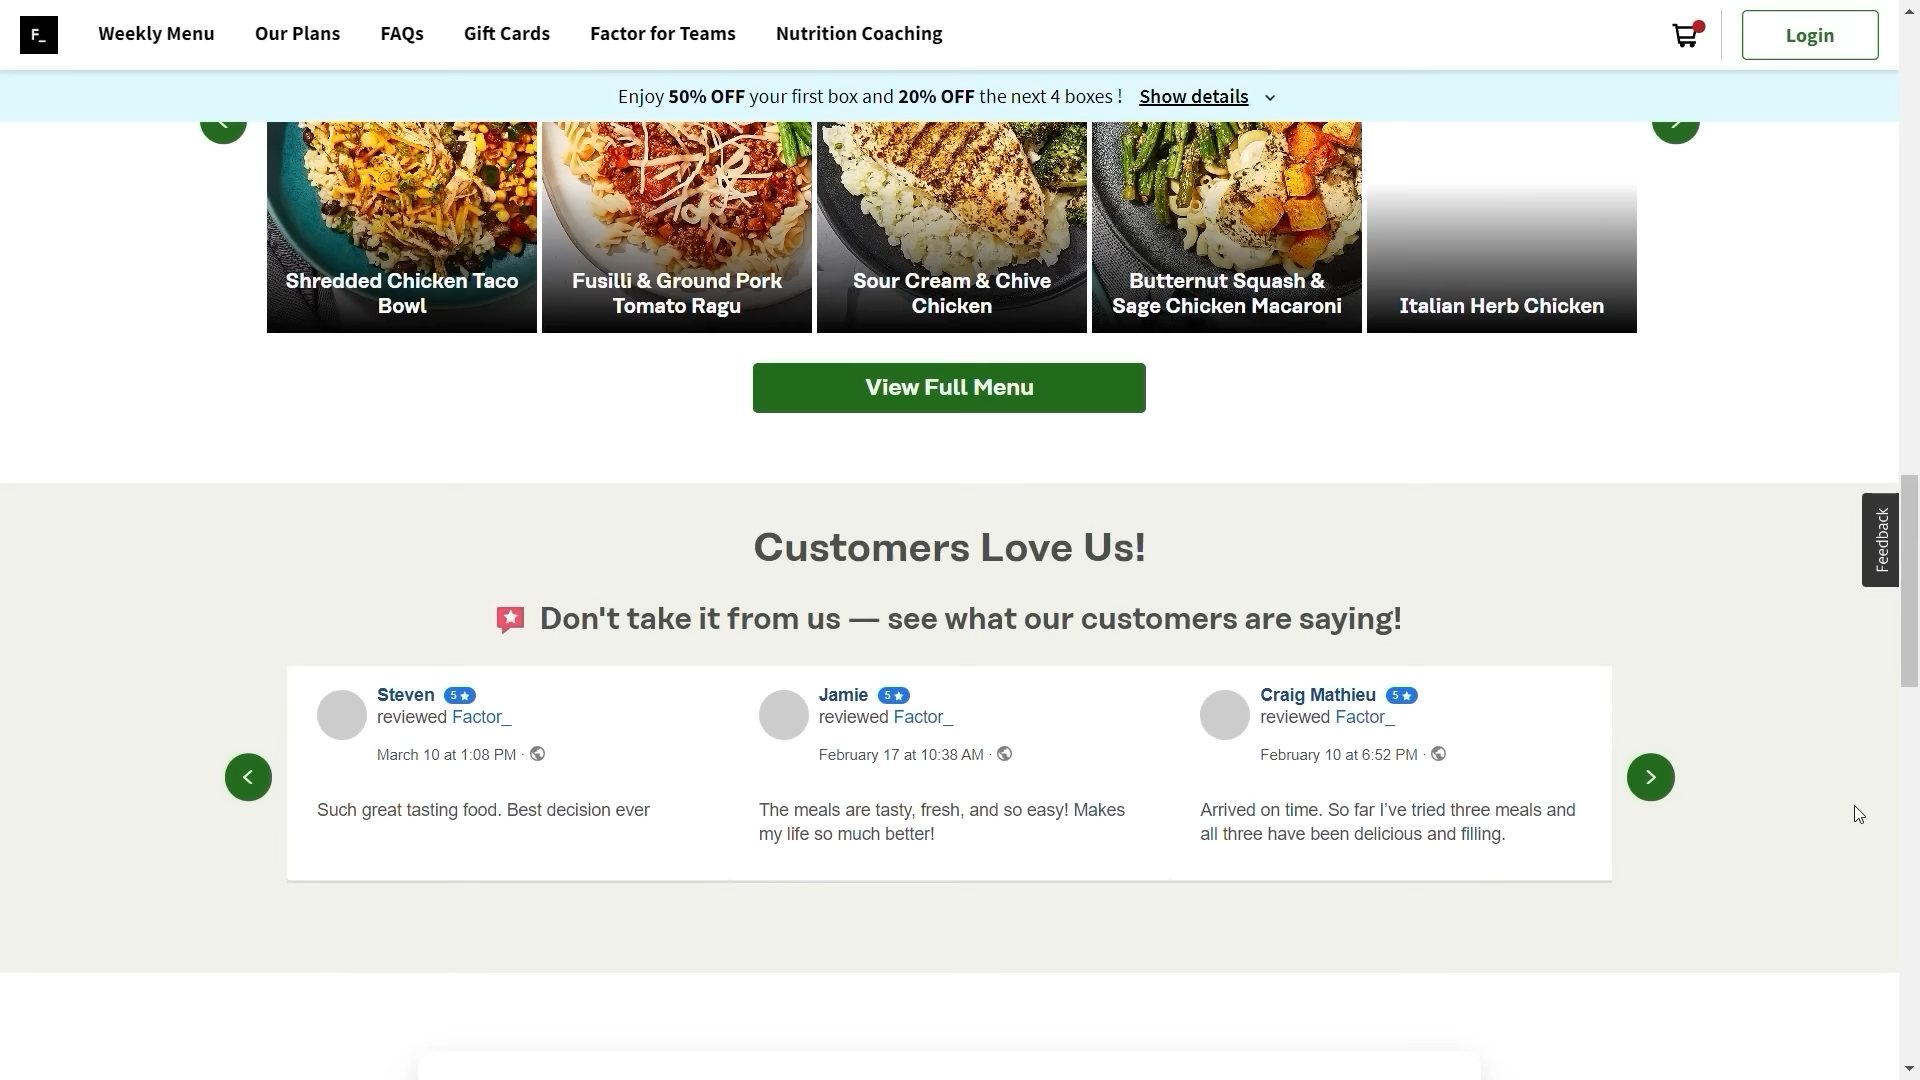 F_ Weekly Menu Our Plans FAQs Gift Cards Factor for Teams Nutrition Coaching Login
Enjoy 50% OFF your first box and 20% OFF the next 4 boxes ! Show details
Shredded Chicken Taco
Bowl
Fusilli & Ground Pork
Tomato Ragu
Sour Cream & Chive
Chicken
Butternut Squash &
Sage Chicken Macaroni
Italian Herb Chicken
View Full Menu
Feedback
Customers Love Us!
Don't take it from us — see what our customers are saying!
Steven 5
reviewed Factor_
March 10 at 1:08 PM ·
Such great tasting food. Best decision ever
Jamie 5
reviewed Factor_
February 17 at 10:38 AM ·
The meals are tasty, fresh, and so easy! Makes
my life so much better!
Craig Mathieu 5
reviewed Factor_
February 10 at 6:52 PM ·
Arrived on time. So far I’ve tried three meals and
all three have been delicious and filling.